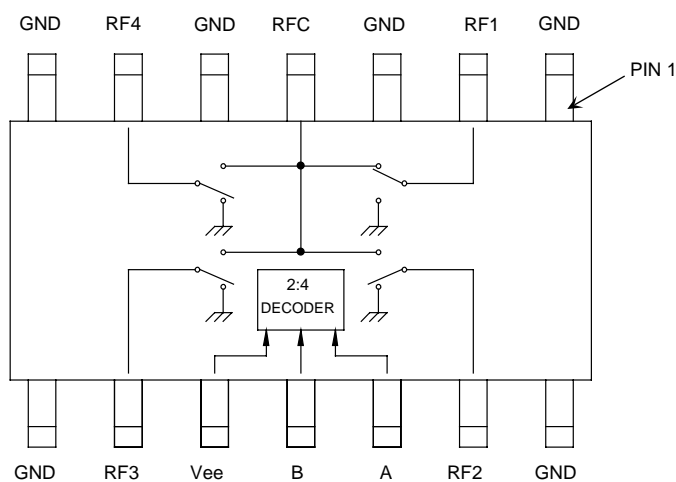 GND RF4 GND RFC GND RF1 GND
PIN 1
2:4
DECODER
GND RF3 Vee B A RF2 GND